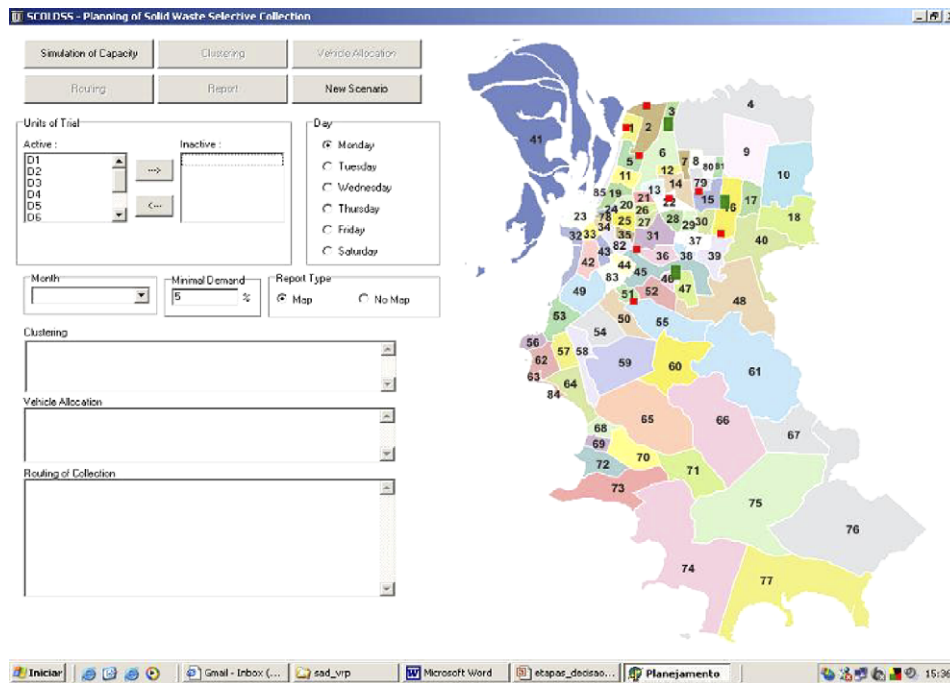 SCOLDSS - Planning of Solid Waste Selective Collection
Simulation of Capacity
Clustering
Vehicle Allocation
Routing
Report
New Scenario
Units of Trial
Active :
D1
D2
D3
D4
D5
D6
--->
<---
Inactive :
Day
Monday
Tuesday
Wednesday
Thursday
Friday
Saturday
Month
Minimal Demand
5 %
Report Type
Map
No Map
Clustering
Vehicle Allocation
Routing of Collection
4
3
1 2
41
9
5 6
7 8 80 81
10
11 12
13 14 79
85 19 21 22 15 16 17
24 20 26
23 78 25 28 29 30 18
34 27
32 33 35 31 37 40
43 82
42 36 38 39
44 45
83 46
49 51 52 47 48
53 50 55
54
56 57 58
62 59 60 61
63 64
84
65 66
68 67
69 70
72 71
73
75
76
74
77
Iniciar
Gmail - Inbox (...
sad_vrp
Microsoft Word
etapas_decisao...
Planejamento